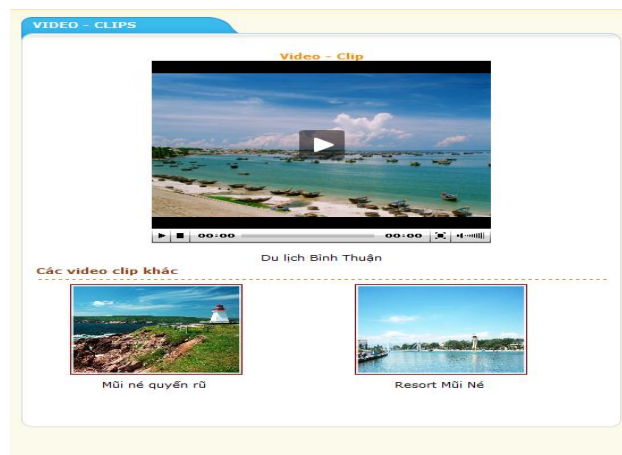 VIDEO - CLIPS
Video - Clip
00:00 00:00
Du lịch Bình Thuận
Các video clip khác
Mũi né quyến rũ
Resort Mũi Né